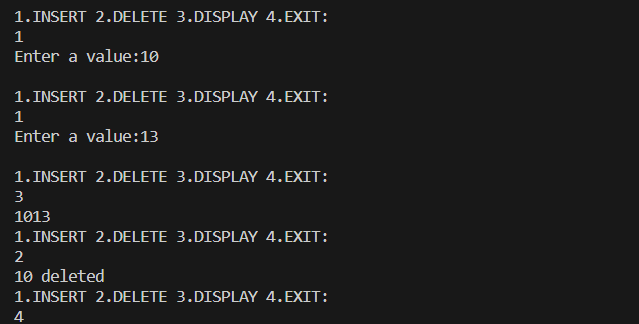 1.INSERT 2.DELETE 3.DISPLAY 4.EXIT:
1
Enter a value:10
1.INSERT 2.DELETE 3.DISPLAY 4.EXIT:
1
Enter a value:13
1.INSERT 2.DELETE 3.DISPLAY 4.EXIT:
3
1013
1.INSERT 2.DELETE 3.DISPLAY 4.EXIT:
2
10 deleted
1.INSERT 2.DELETE 3.DISPLAY 4.EXIT:
4